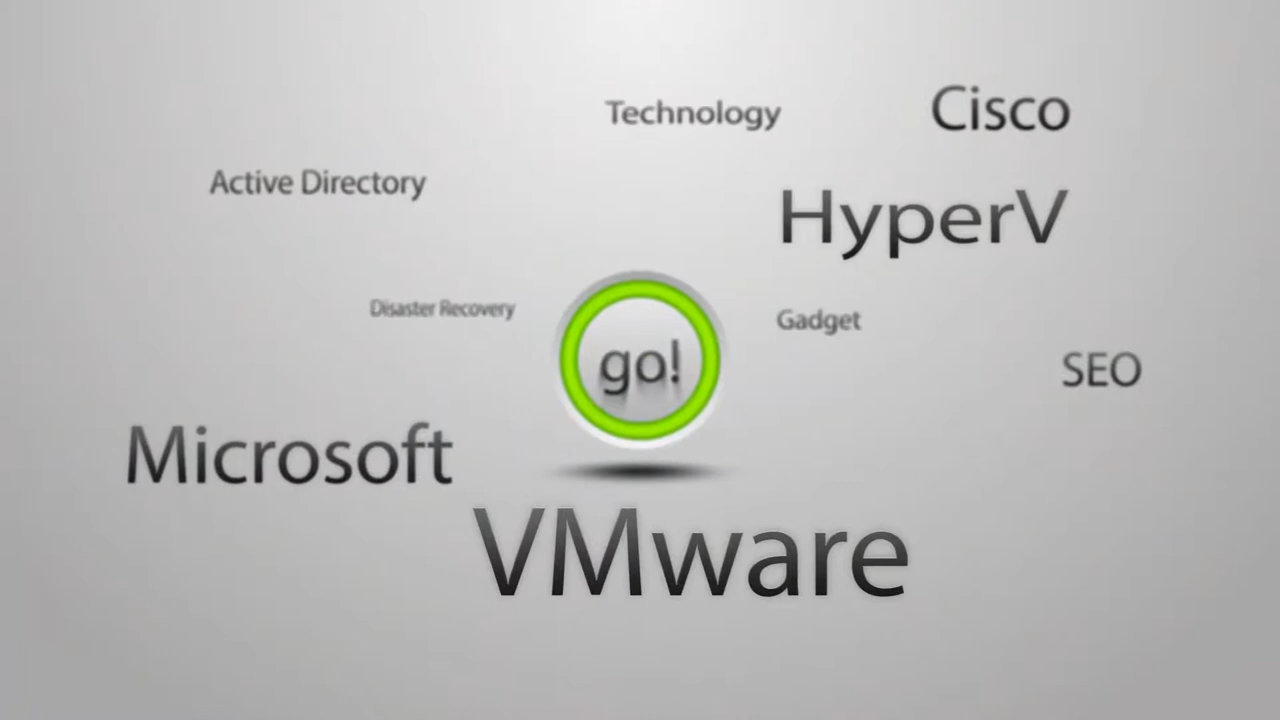 Technology
Cisco
Active Directory
HyperV
Disaster Recovery
Gadget
go!
SEO
Microsoft
VMware